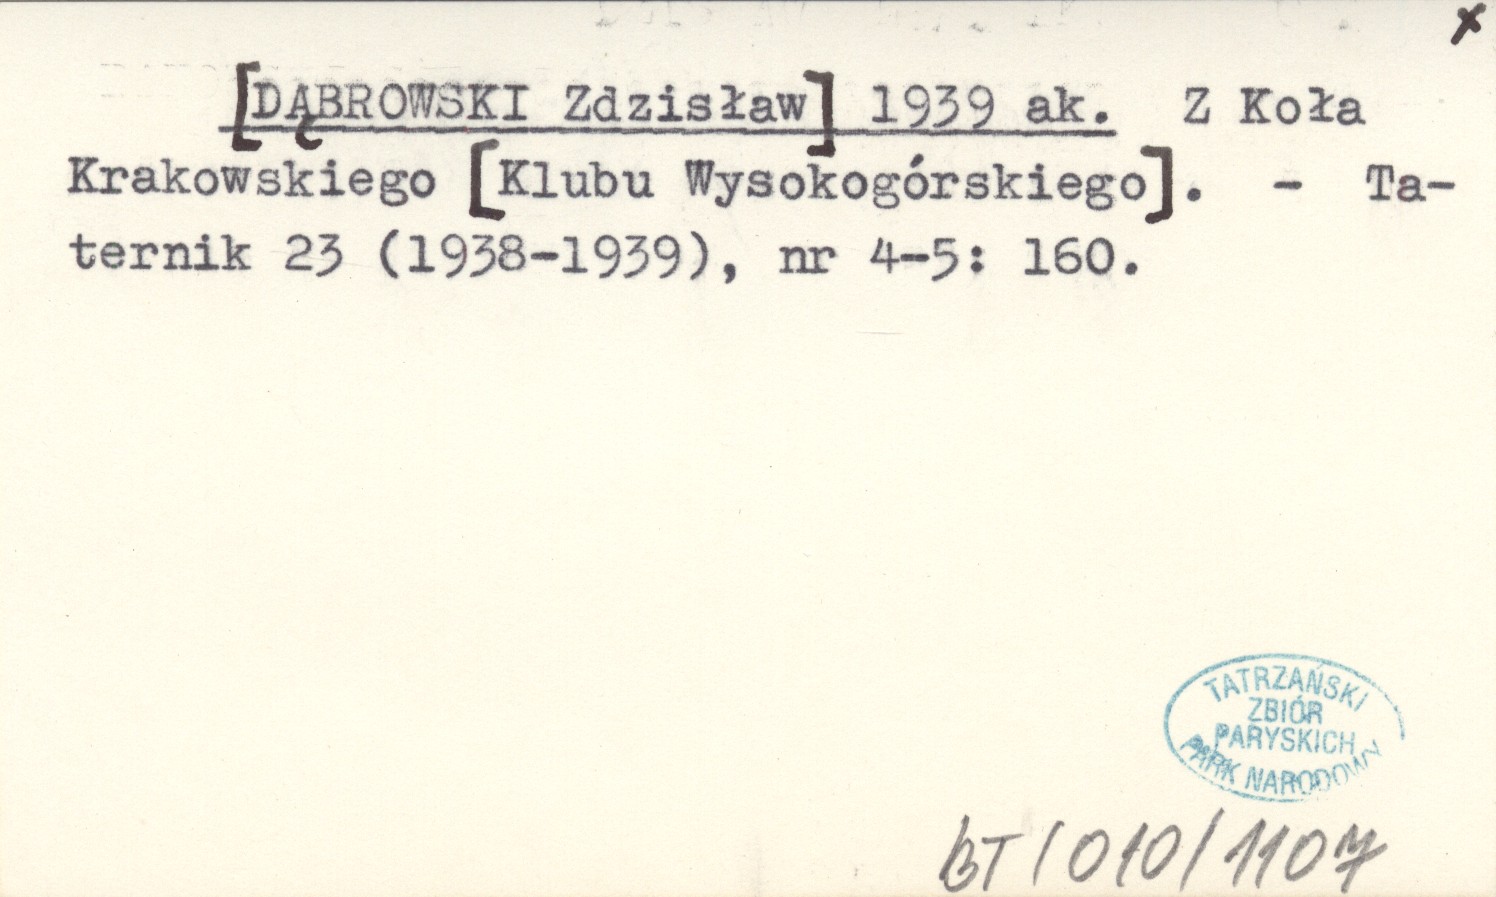 x
[DĄBROWSKI Zdzisław] 1939 ak. Z Koła
Krakowskiego [Klubu Wysokogórskiego]. - Ta-
ternik 23 (1938-1939), nr 4-5: 160.
TATRZAŃSKI
ZBIÓR
PARYSKICH
PARK NARODOWY
BT/010/1107